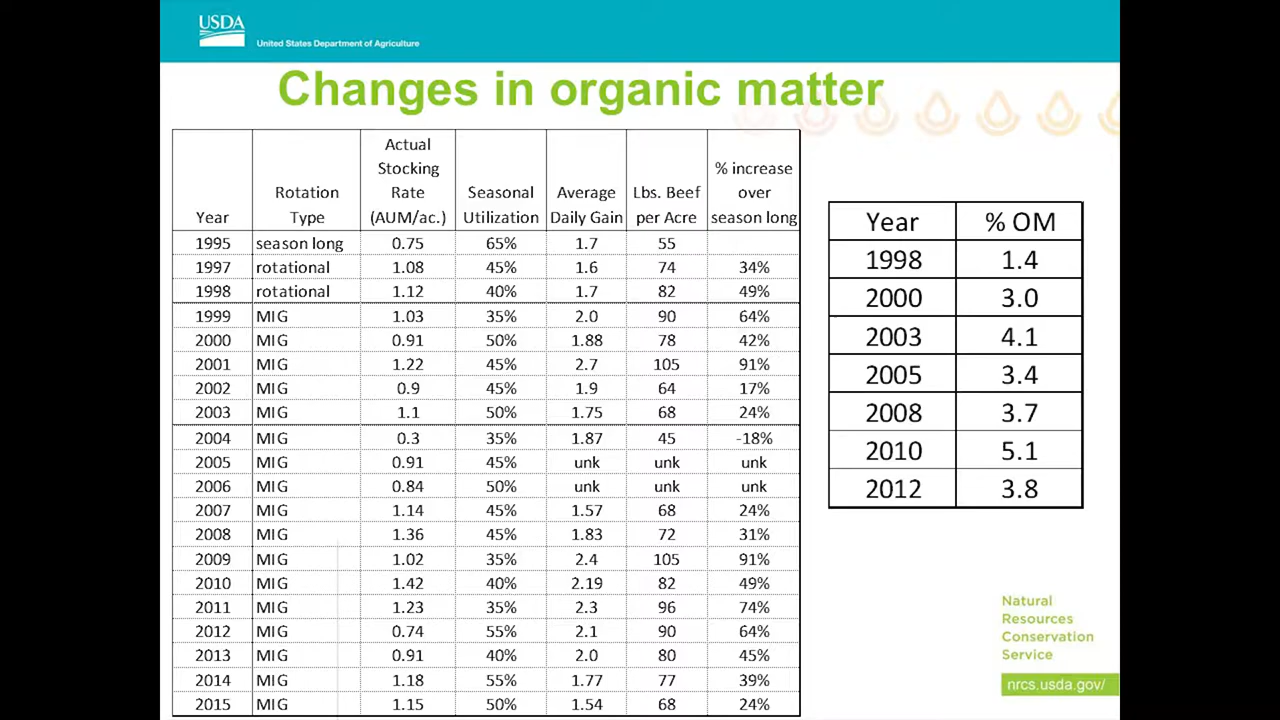 USDA
United States Department of Agriculture
Changes in organic matter
Year Rotation Type Actual Stocking Rate (AUM/ac.) Seasonal Utilization Average Daily Gain Lbs. Beef per Acre % increase over season long
1995 season long 0.75 65% 1.7 55
1997 rotational 1.08 45% 1.6 74 34%
1998 rotational 1.12 40% 1.7 82 49%
1999 MIG 1.03 35% 2.0 90 64%
2000 MIG 0.91 50% 1.88 78 42%
2001 MIG 1.22 45% 2.7 105 91%
2002 MIG 0.9 45% 1.9 64 17%
2003 MIG 1.1 50% 1.75 68 24%
2004 MIG 0.3 35% 1.87 45 -18%
2005 MIG 0.91 45% unk unk unk
2006 MIG 0.84 50% unk unk unk
2007 MIG 1.14 45% 1.57 68 24%
2008 MIG 1.36 45% 1.83 72 31%
2009 MIG 1.02 35% 2.4 105 91%
2010 MIG 1.42 40% 2.19 82 49%
2011 MIG 1.23 35% 2.3 96 74%
2012 MIG 0.74 55% 2.1 90 64%
2013 MIG 0.91 40% 2.0 80 45%
2014 MIG 1.18 55% 1.77 77 39%
2015 MIG 1.15 50% 1.54 68 24%
Year % OM
1998 1.4
2000 3.0
2003 4.1
2005 3.4
2008 3.7
2010 5.1
2012 3.8
Natural
Resources
Conservation
Service
nrcs.usda.gov/